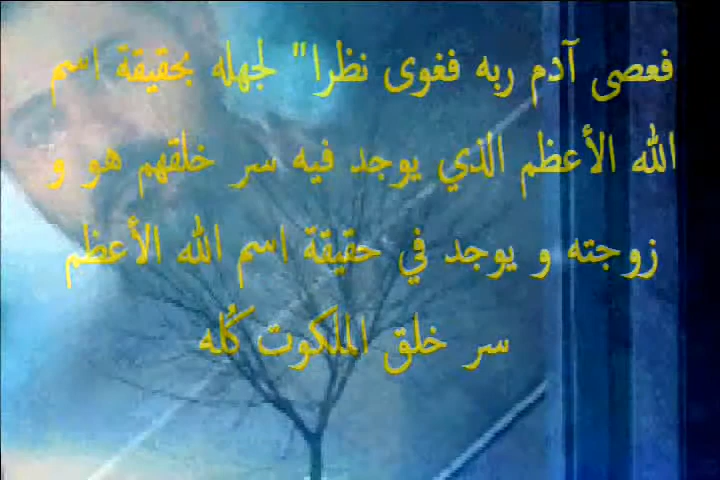 فعصى آدم ربه فغوى نظرا" لجهله بحقيقة اسم
الله الأعظم الذي يوجد فيه سر خلقهم هو و
زوجته و يوجد في حقيقة اسم الله الأعظم
سر خلق الملكوت كُله